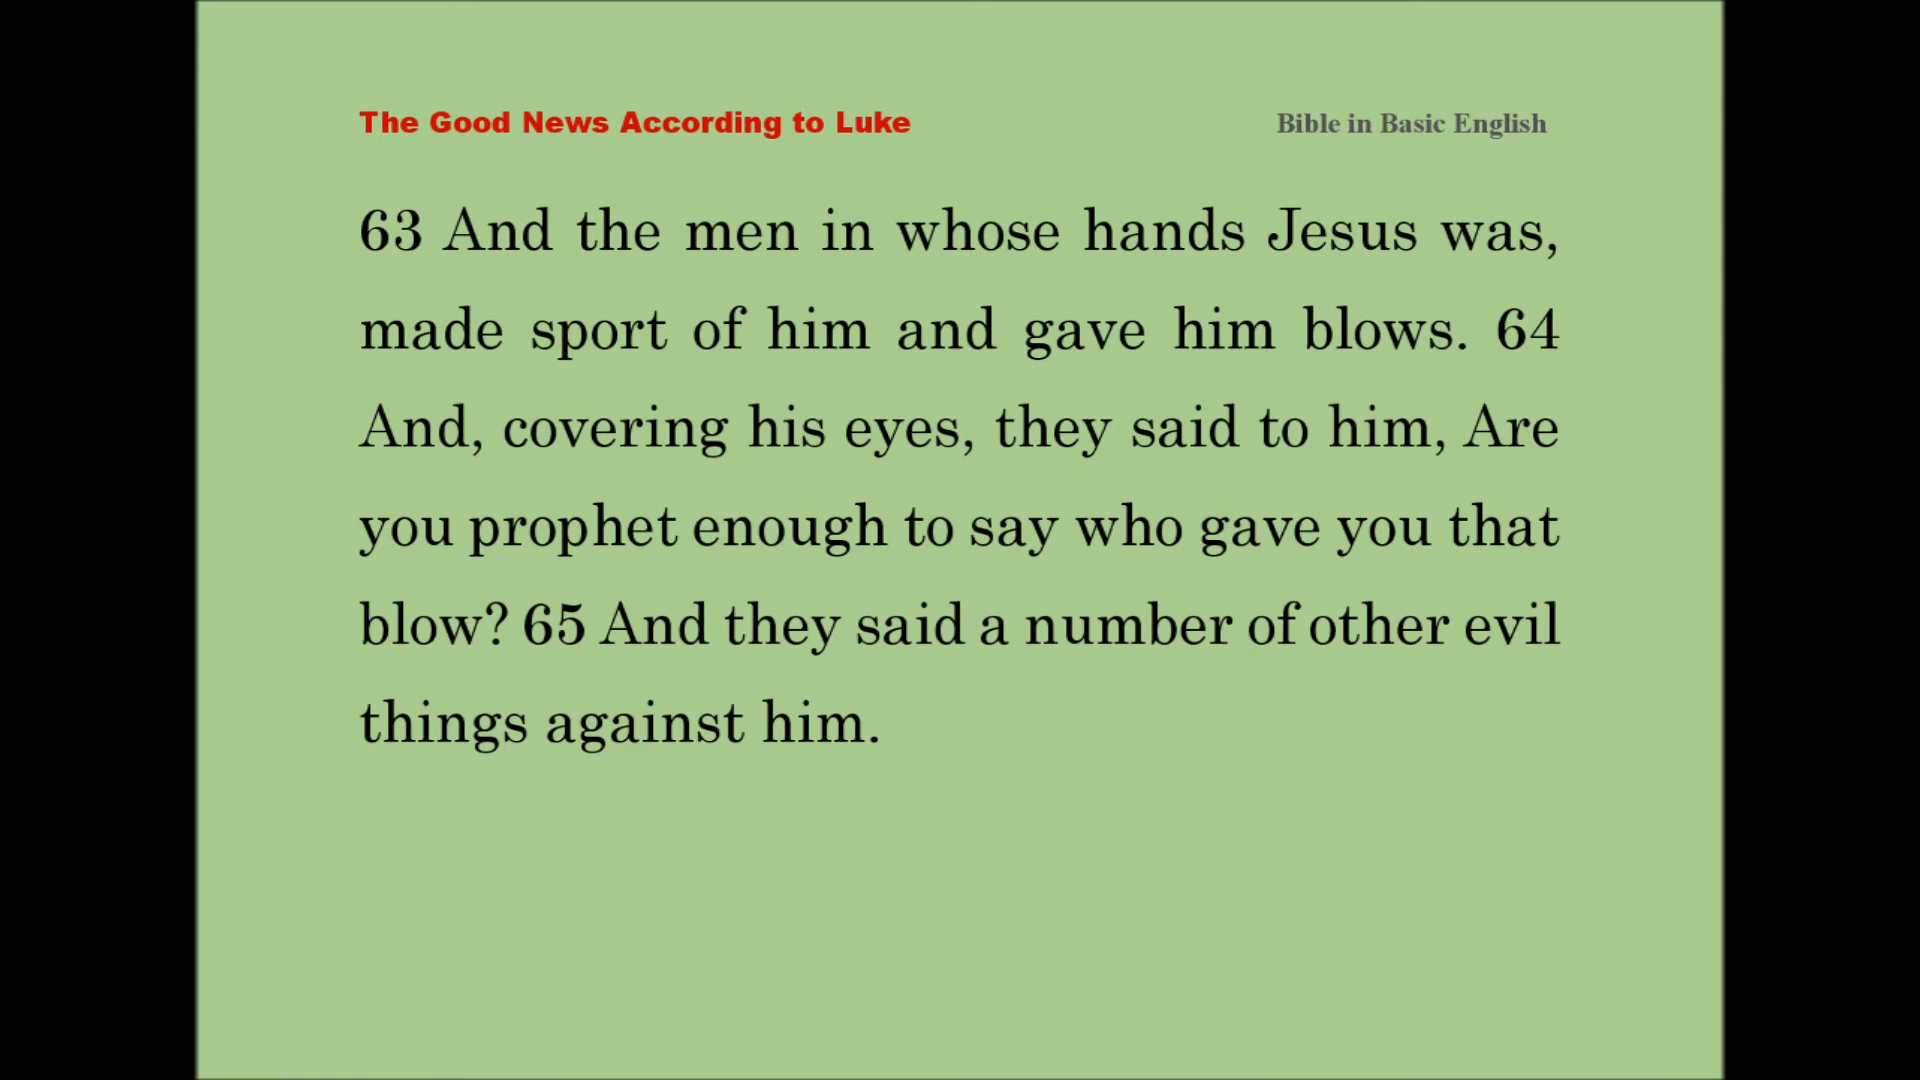 The Good News According to Luke
Bible in Basic English
63 And the men in whose hands Jesus was,
made sport of him and gave him blows. 64
And, covering his eyes, they said to him, Are
you prophet enough to say who gave you that
blow? 65 And they said a number of other evil
things against him.